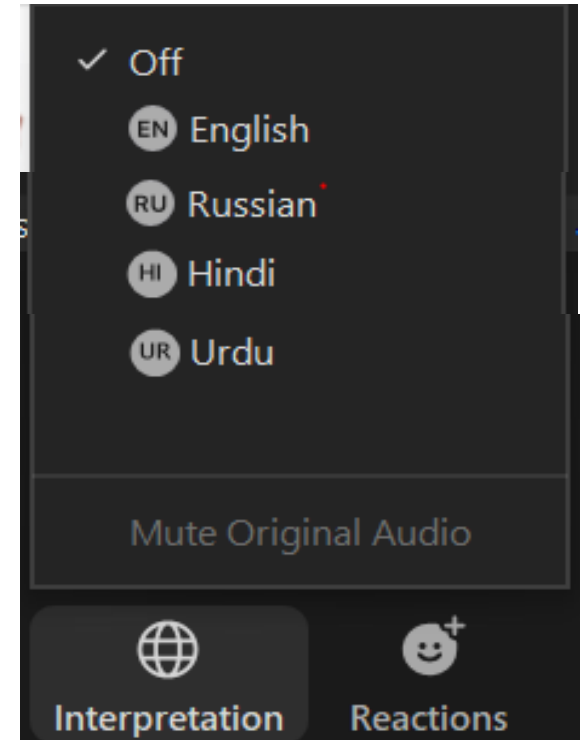 Off
EN English
RU Russian
HI Hindi
UR Urdu
Mute Original Audio
Interpretation Reactions